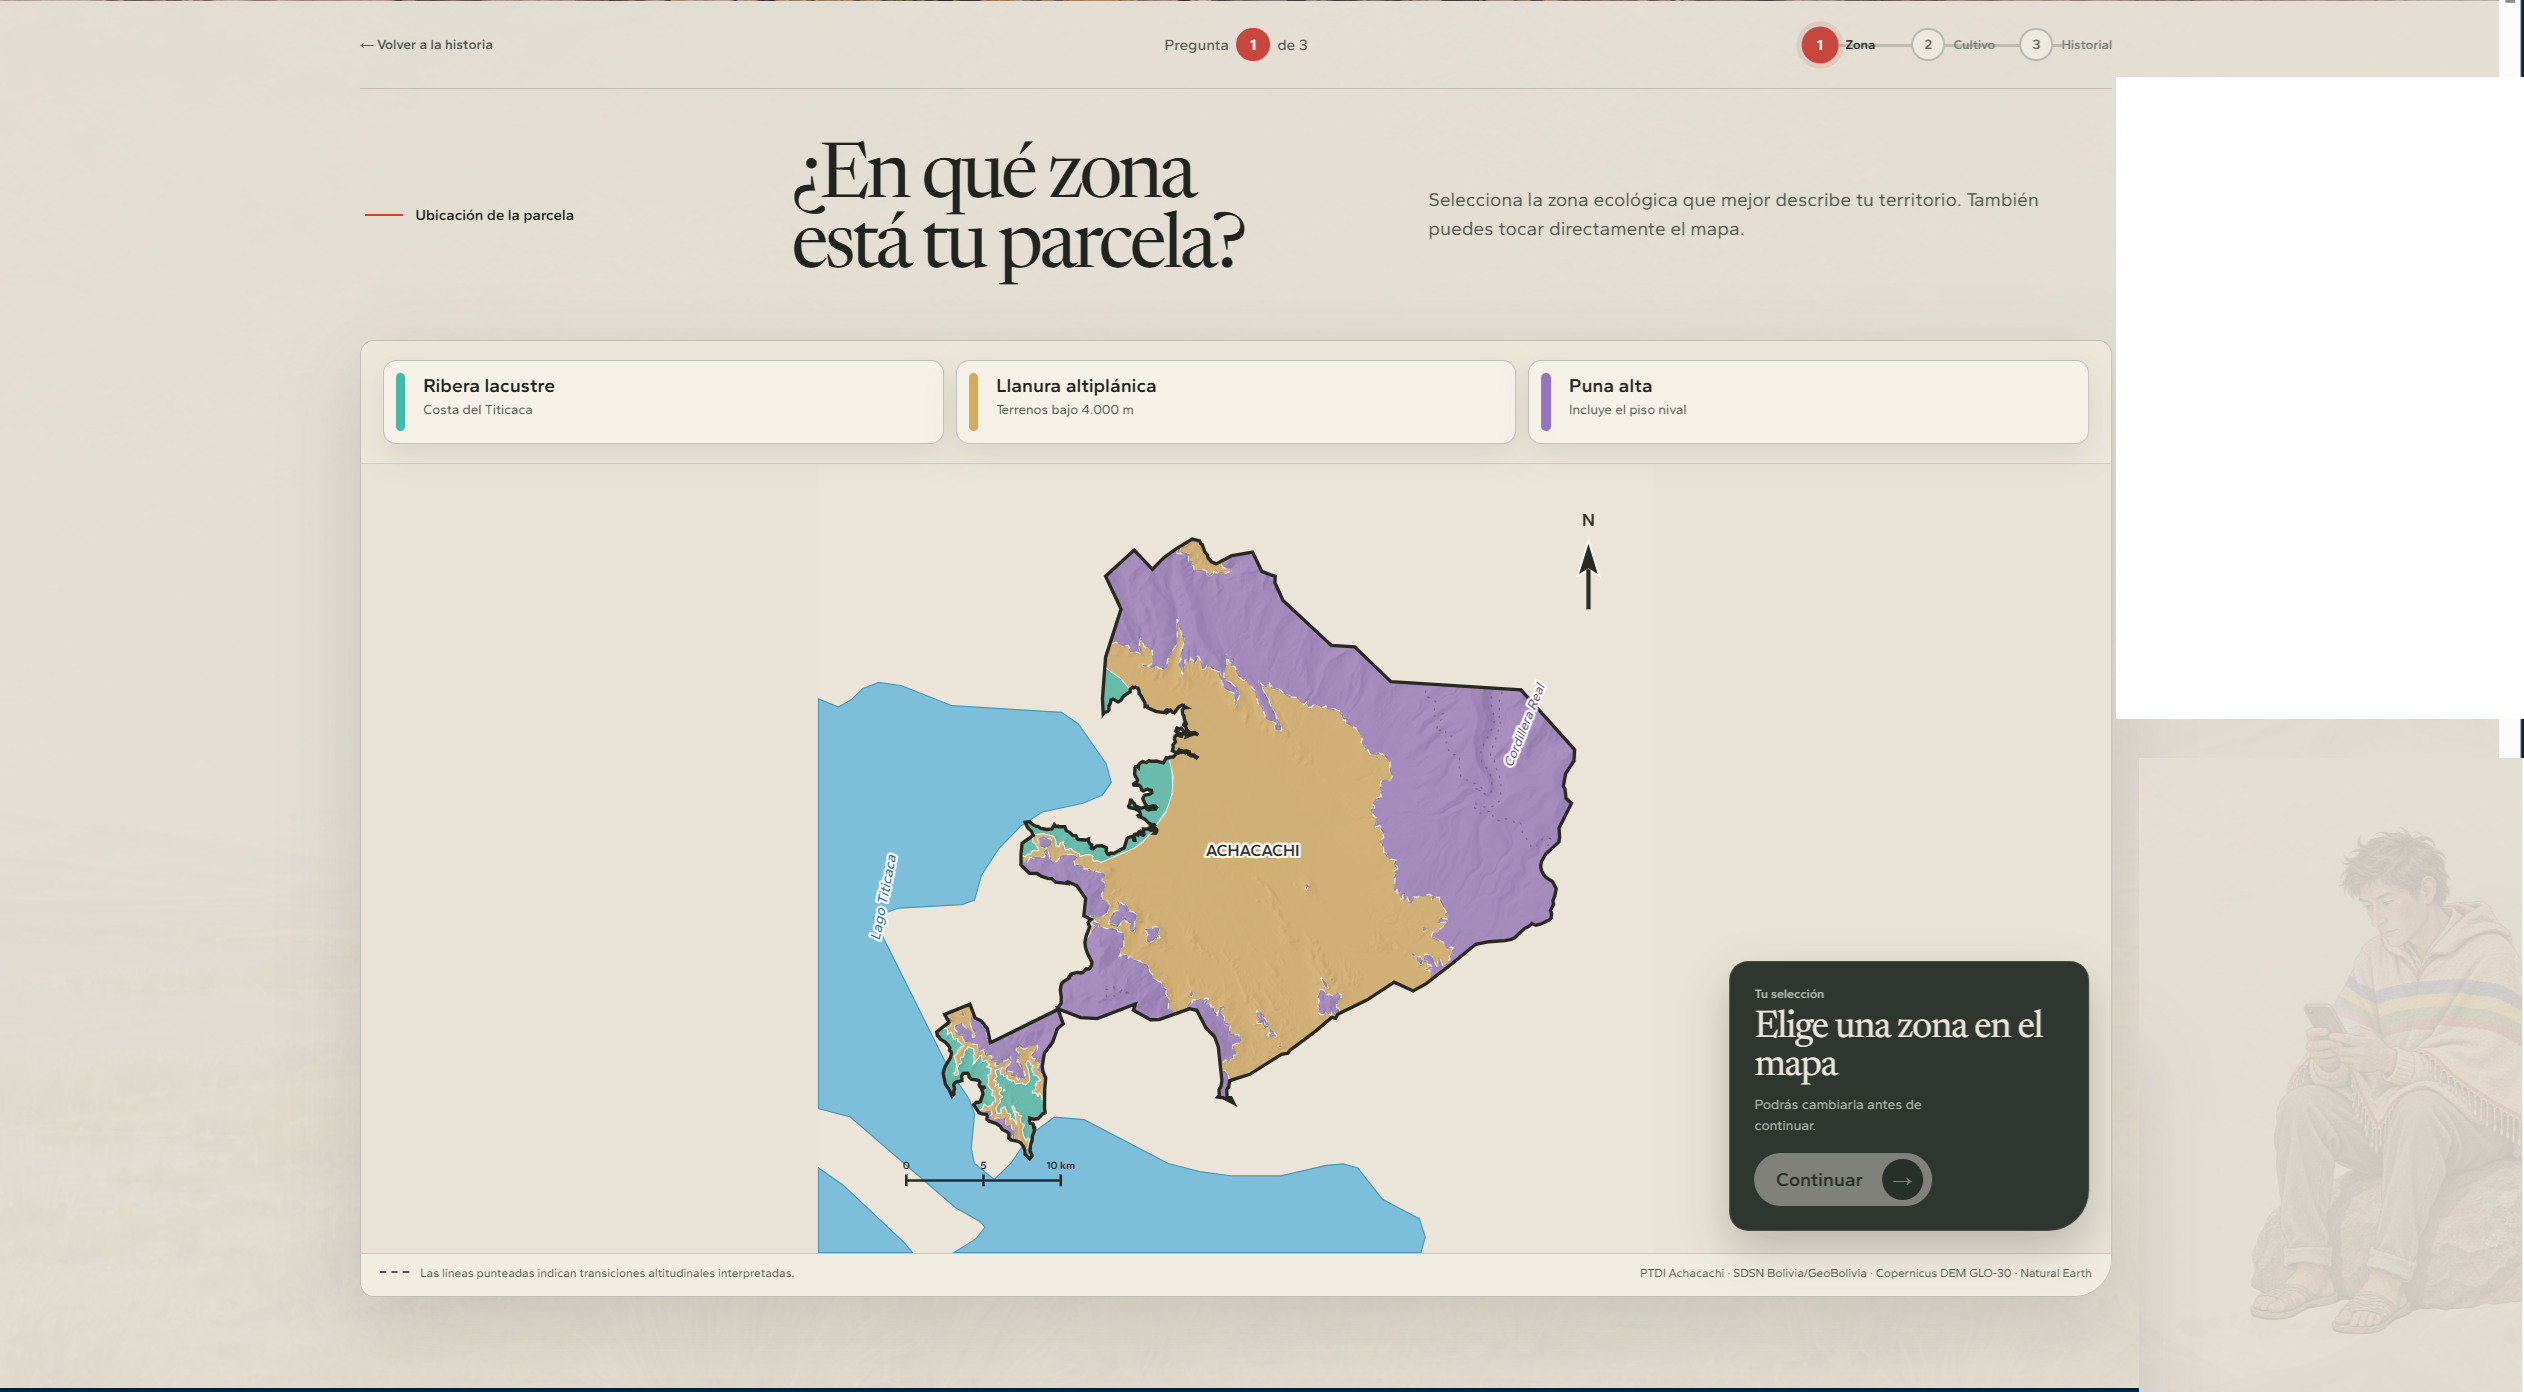 ← Volver a la historia
Pregunta 1 de 3
1 Zona 2 Cultivo 3 Historial
Ubicación de la parcela
¿En qué zona
está tu parcela?
Selecciona la zona ecológica que mejor describe tu territorio. También
puedes tocar directamente el mapa.
Ribera lacustre
Costa del Titicaca
Llanura altiplánica
Terrenos bajo 4.000 m
Puna alta
Incluye el piso nival
N
Cordillera Real
ACHACACHI
Lago Titicaca
0 5 10 km
Tu selección
Elige una zona en el
mapa
Podrás cambiarla antes de
continuar.
Continuar →
Las líneas punteadas indican transiciones altitudinales interpretadas.
PTDI Achacachi · SDSN Bolivia/GeoBolivia · Copernicus DEM GLO-30 · Natural Earth